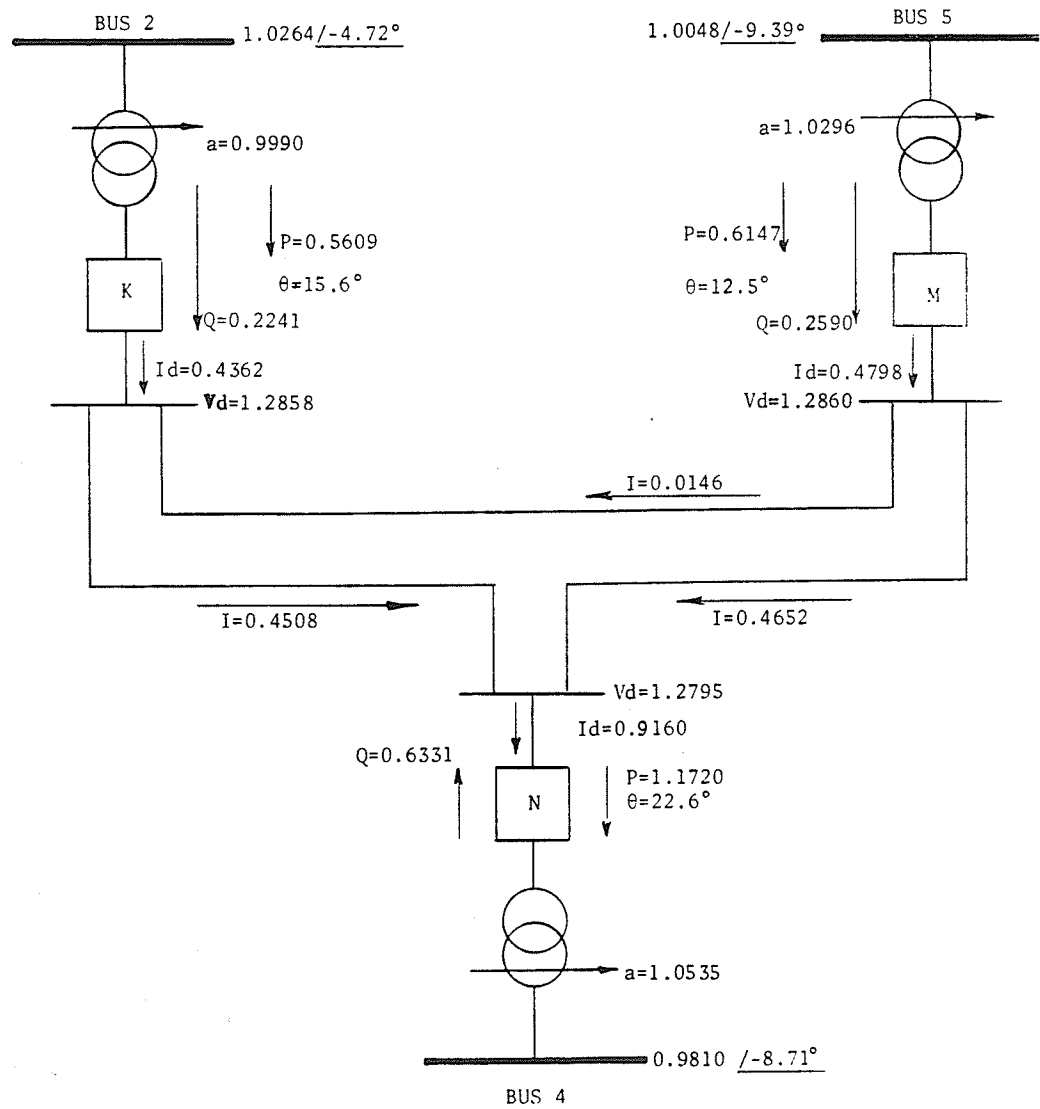 BUS 2
1.0264/-4.72°
BUS 5
1.0048/-9.39°
a=0.9990
a=1.0296
P=0.5609
θ=15.6°
Q=0.2241
K
P=0.6147
θ=12.5°
Q=0.2590
M
Id=0.4362
Vd=1.2858
Id=0.4798
Vd=1.2860
I=0.0146
I=0.4508
I=0.4652
Vd=1.2795
Id=0.9160
Q=0.6331
P=1.1720
θ=22.6°
N
a=1.0535
0.9810 /-8.71°
BUS 4